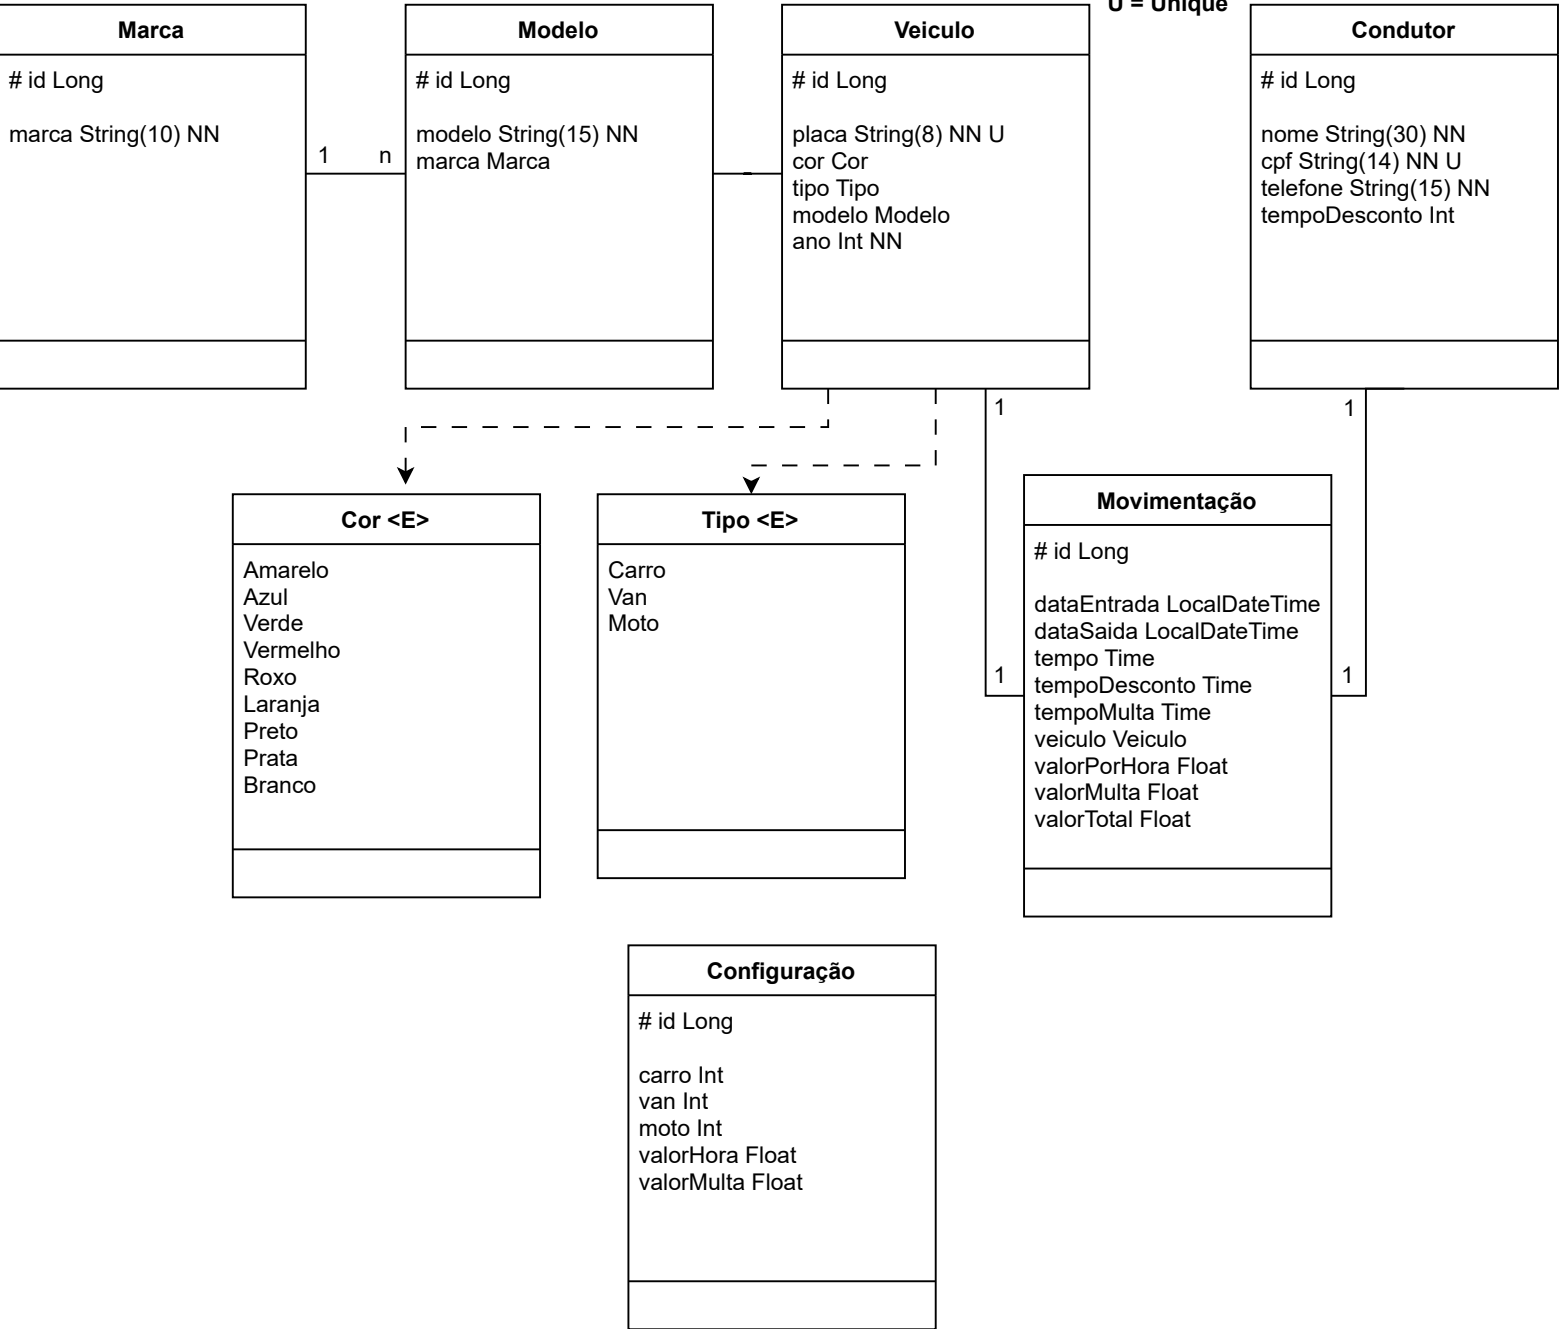 U = Unique
Marca
# id Long
marca String(10) NN
1
n
Modelo
# id Long
modelo String(15) NN
marca Marca
Veiculo
# id Long
placa String(8) NN U
cor Cor
tipo Tipo
modelo Modelo
ano Int NN
Condutor
# id Long
nome String(30) NN
cpf String(14) NN U
telefone String(15) NN
tempoDesconto Int
1
1
Cor <E>
Amarelo
Azul
Verde
Vermelho
Roxo
Laranja
Preto
Prata
Branco
Tipo <E>
Carro
Van
Moto
1
1
Movimentação
# id Long
dataEntrada LocalDateTime
dataSaida LocalDateTime
tempo Time
tempoDesconto Time
tempoMulta Time
veiculo Veiculo
valorPorHora Float
valorMulta Float
valorTotal Float
Configuração
# id Long
carro Int
van Int
moto Int
valorHora Float
valorMulta Float